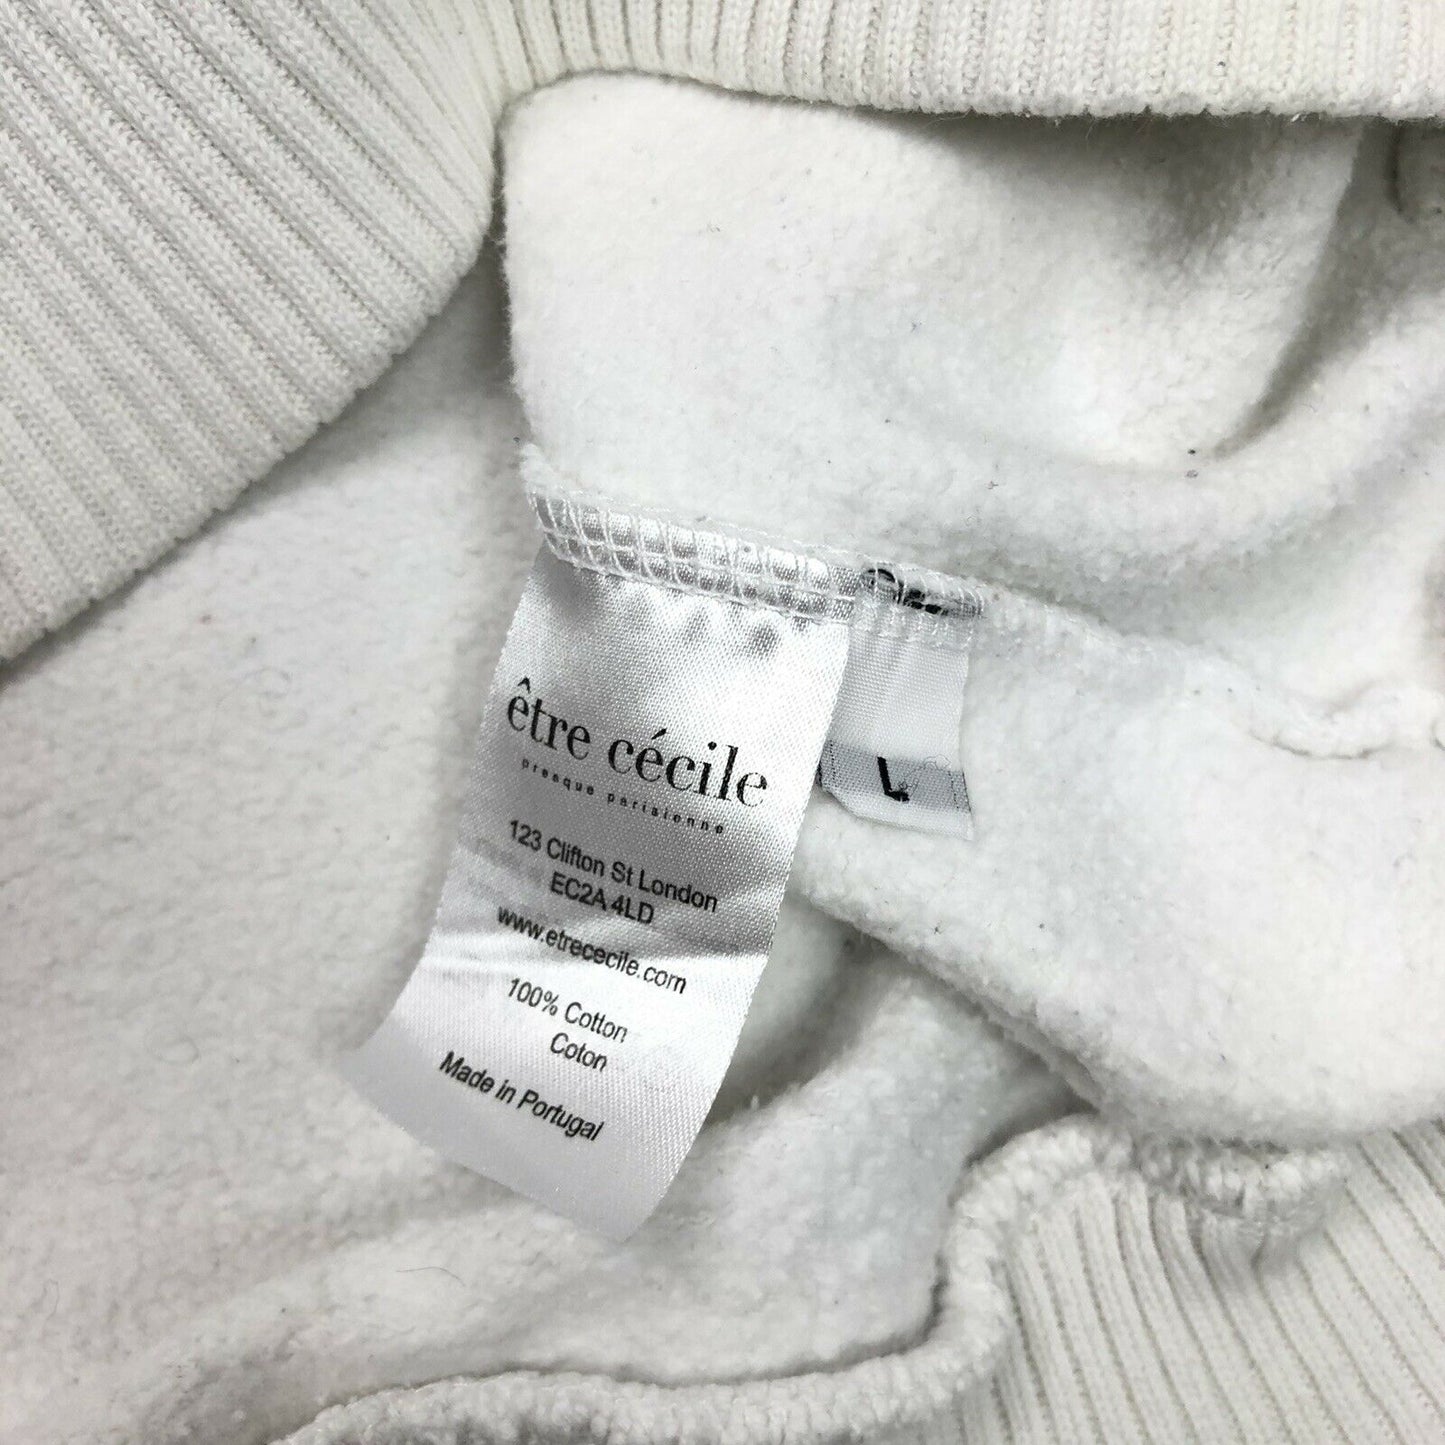 être cécile
presque parisienne
123 Clifton St London
EC2A 4LD
www.etrececile.com
100% Cotton
Coton
Made in Portugal
L